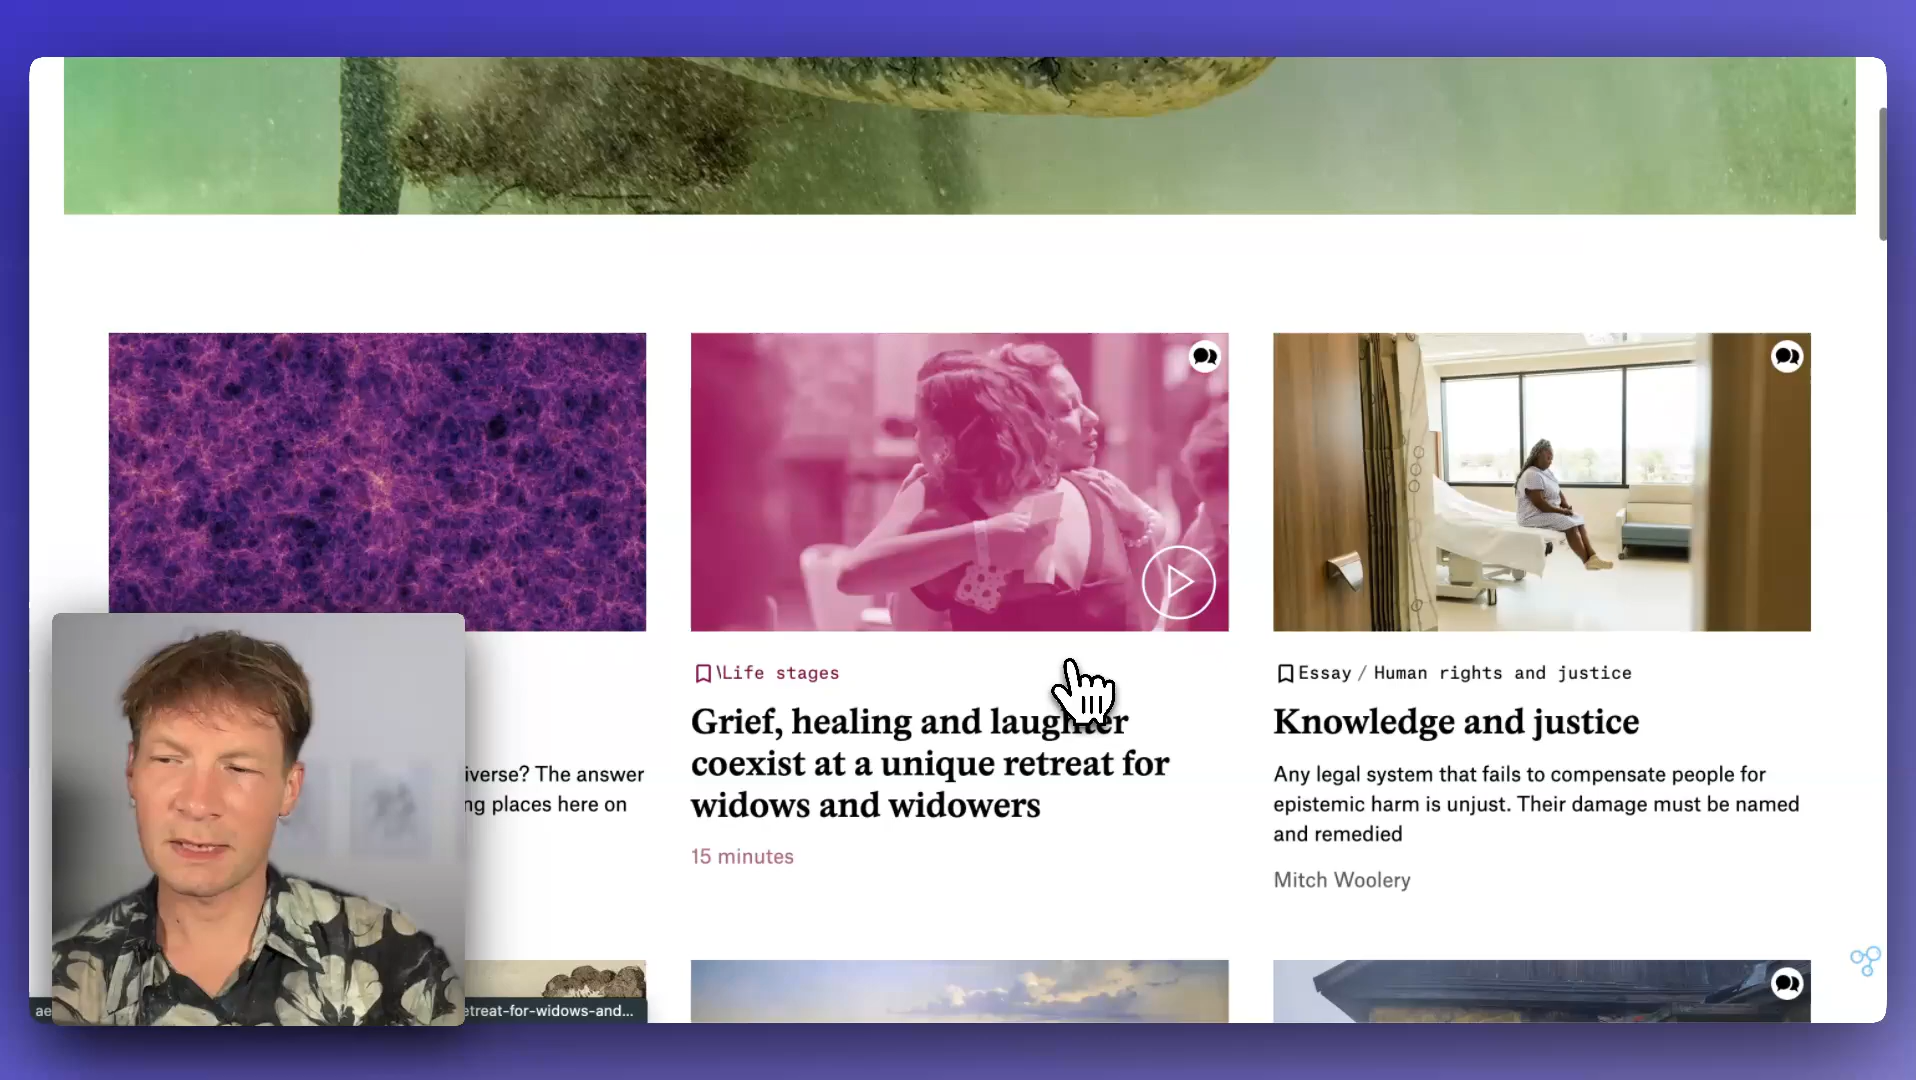 \Life stages
Essay / Human rights and justice
Grief, healing and laughter
coexist at a unique retreat for
widows and widowers
Knowledge and justice
iverse? The answer
ng places here on
Any legal system that fails to compensate people for
epistemic harm is unjust. Their damage must be named
and remedied
15 minutes
Mitch Woolery
ae
etreat-for-widows-and...